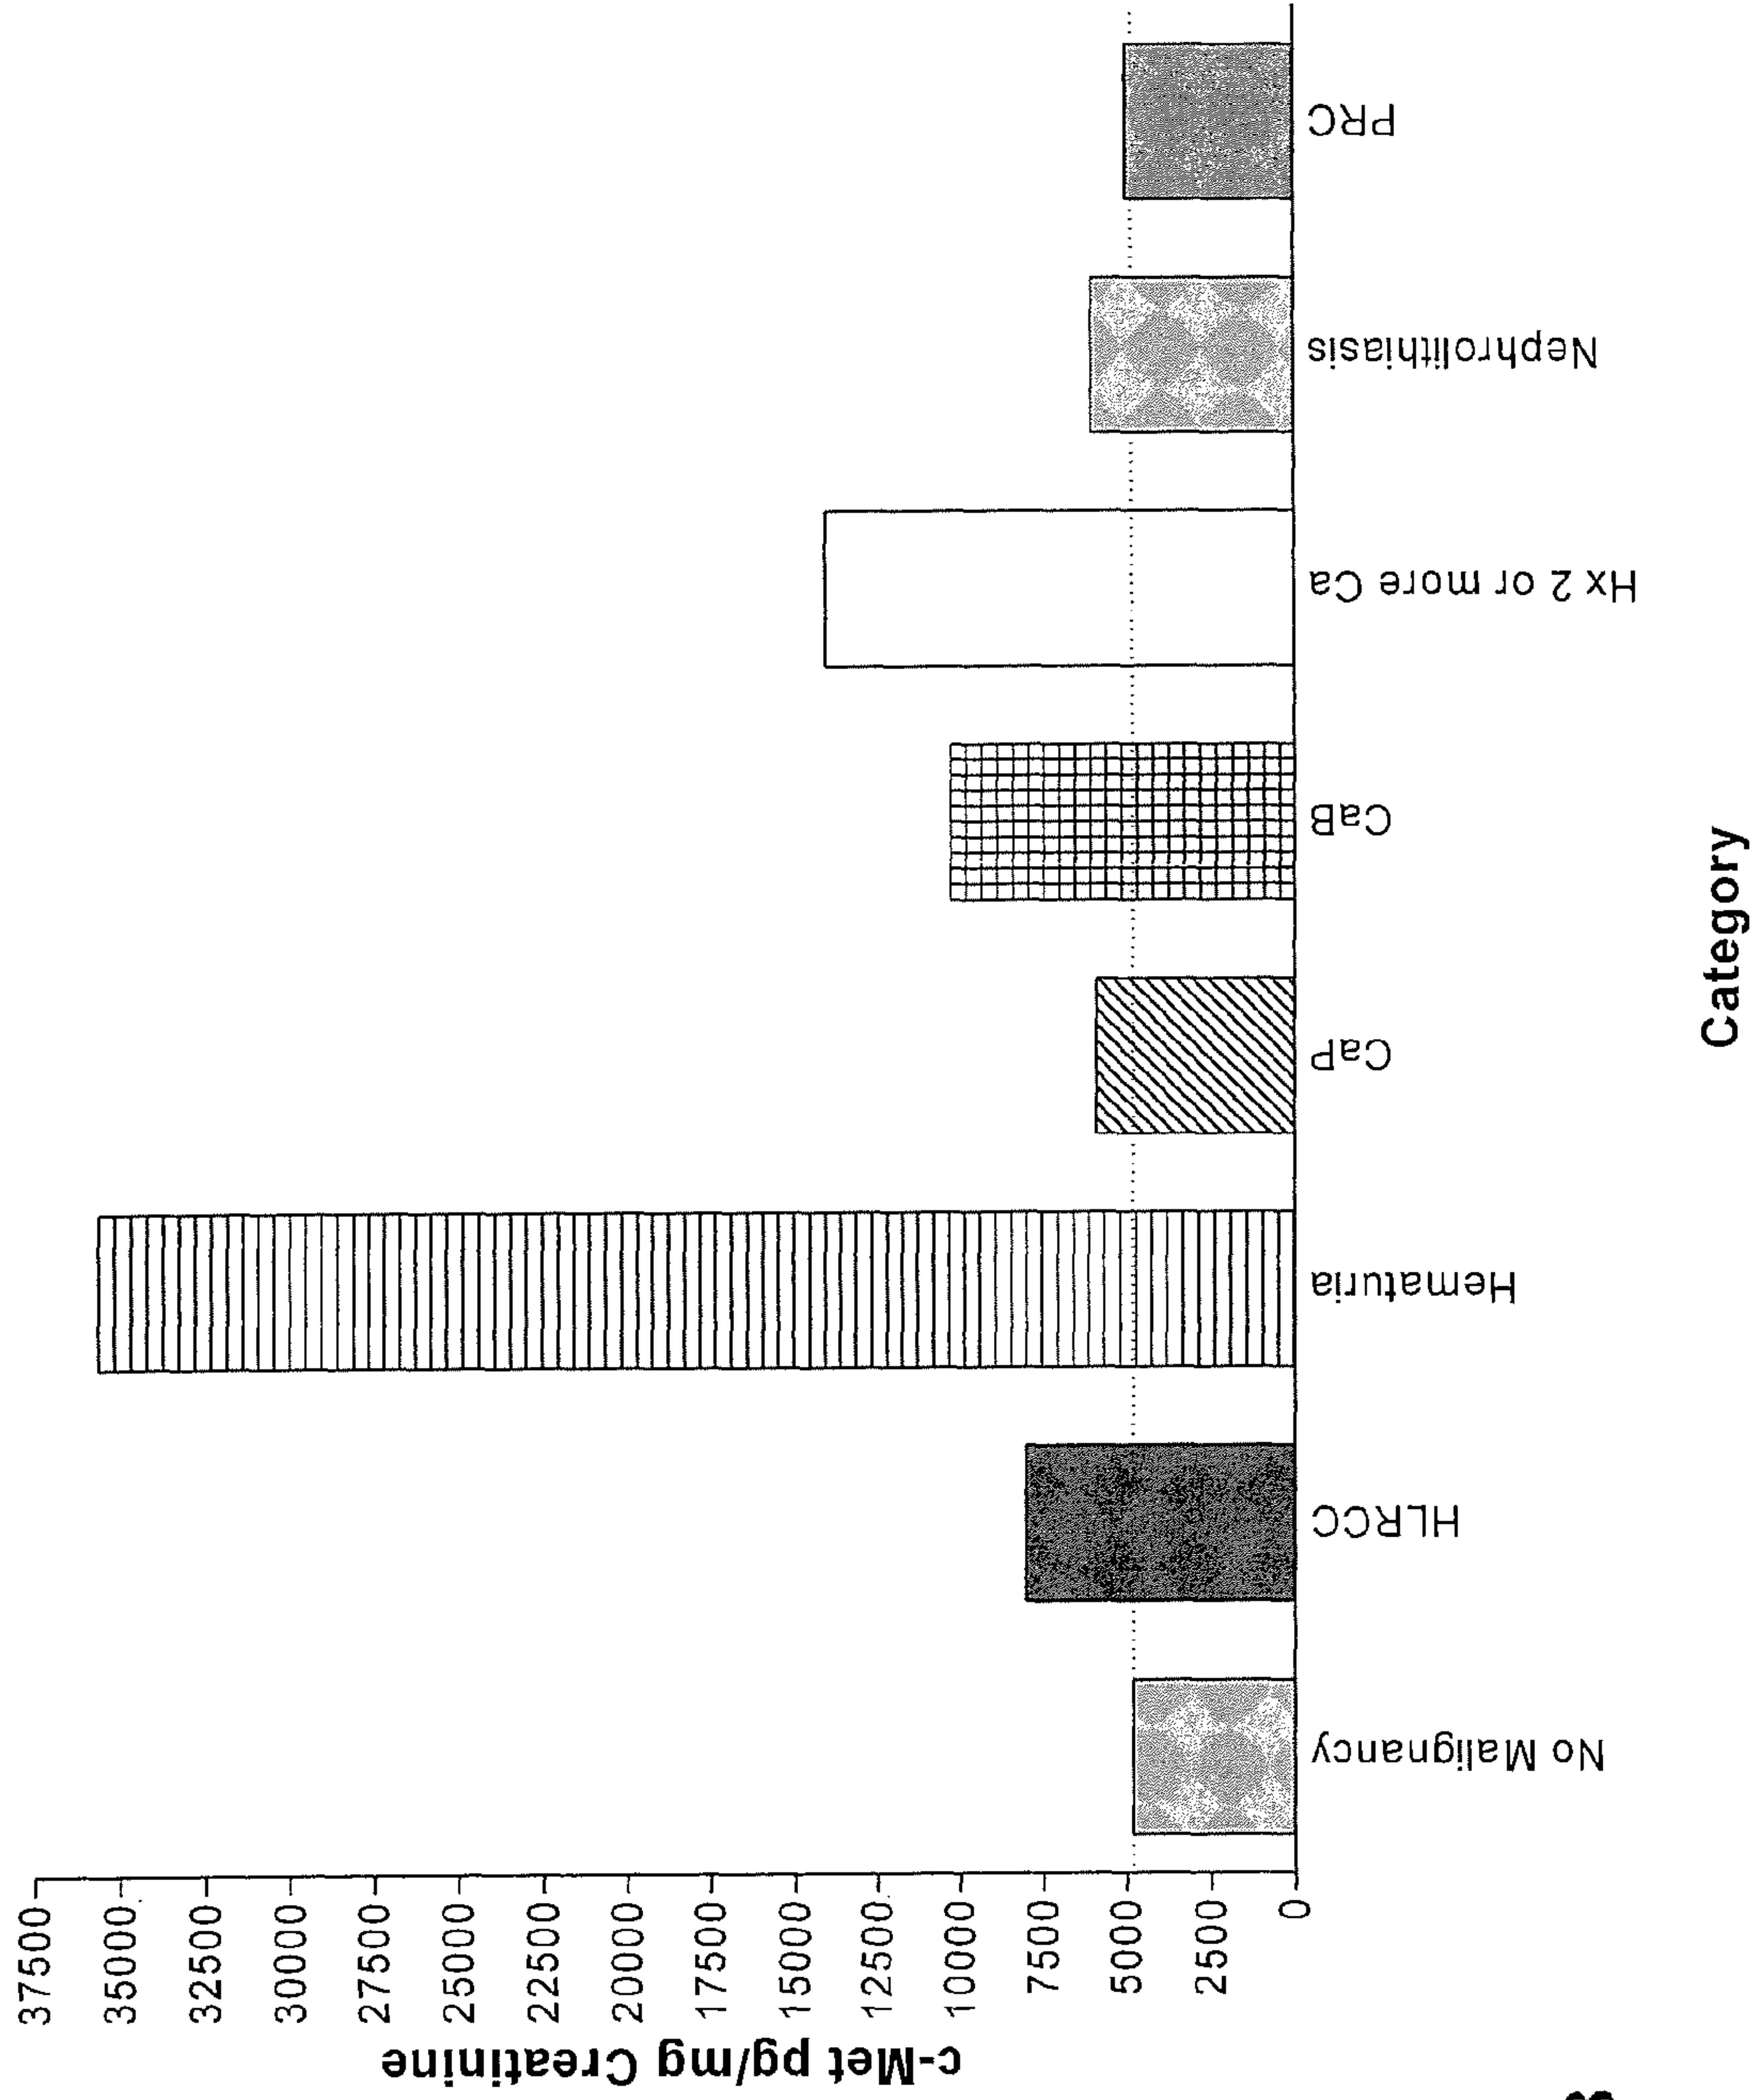 c-Met pg/mg Creatinine
37500
35000
32500
30000
27500
25000
22500
20000
17500
15000
12500
10000
7500
5000
2500
0
No Malignancy
HLRCC
Hematuria
CaP
CaB
Hx 2 or more Ca
Nephrolithiasis
PRC
Category